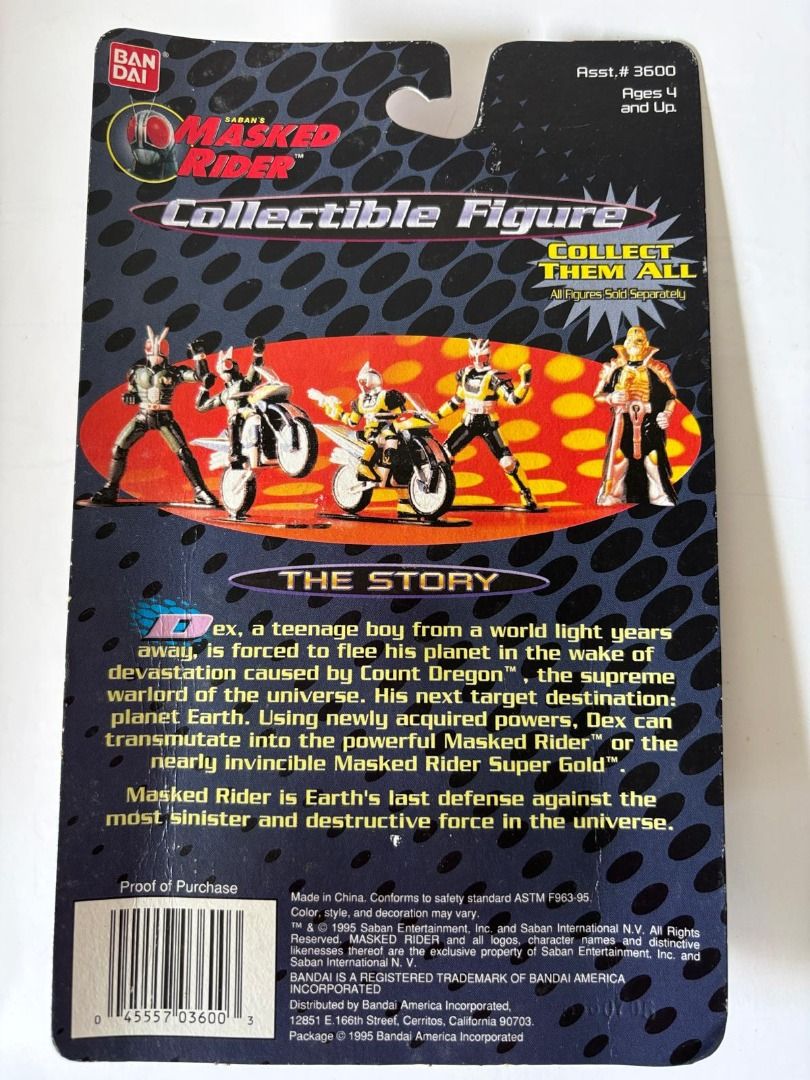 BAN
DAI
Asst.# 3600
Ages 4
and Up.
SABAN'S
MASKED
RIDER™
Collectible Figure
COLLECT
THEM ALL
All Figures Sold Separately
THE STORY
Dex, a teenage boy from a world light years
away, is forced to flee his planet in the wake of
devastation caused by Count Dregon™, the supreme
warlord of the universe. His next target destination:
planet Earth. Using newly acquired powers, Dex can
transmutate into the powerful Masked Rider™ or the
nearly invincible Masked Rider Super Gold™.
Masked Rider is Earth's last defense against the
most sinister and destructive force in the universe.
Proof of Purchase
0 45557 03600 3
Made in China. Conforms to safety standard ASTM F963-95.
Color, style, and decoration may vary.
™ & © 1995 Saban Entertainment, Inc. and Saban International N.V. All Rights
Reserved. MASKED RIDER and all logos, character names and distinctive
likenesses thereof are the exclusive property of Saban Entertainment, Inc. and
Saban International N. V.
BANDAI IS A REGISTERED TRADEMARK OF BANDAI AMERICA
INCORPORATED
Distributed by Bandai America Incorporated,
12851 E.166th Street, Cerritos, California 90703.
Package © 1995 Bandai America Incorporated